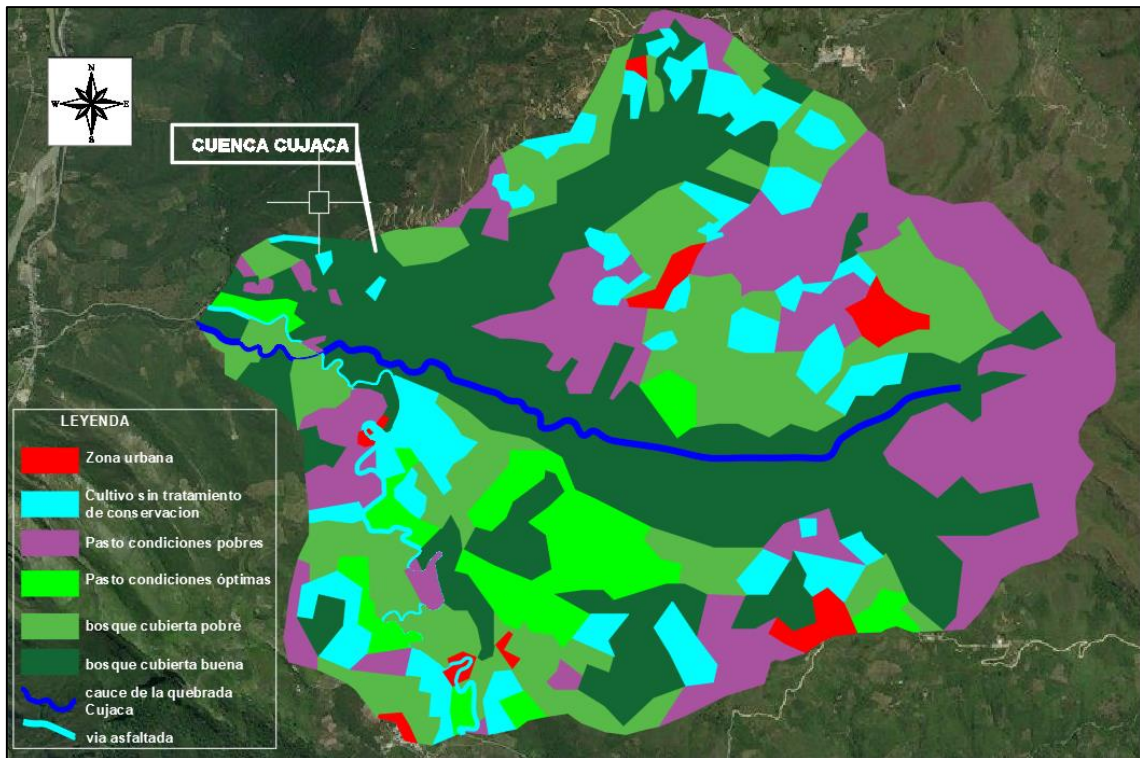 N
W
E
S
CUENCA CUJACA
LEYENDA
Zona urbana
Cultivo sin tratamiento
de conservacion
Pasto condiciones pobres
Pasto condiciones óptimas
bosque cubierta pobre
bosque cubierta buena
cauce de la quebrada
Cujaca
via asfaltada